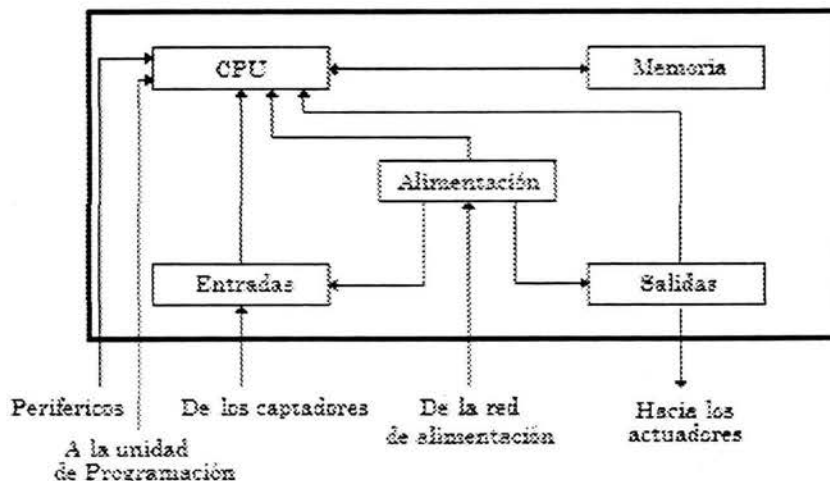 CPU
Memoria
Alimentación
Entradas
Salidas
Perifericos
De los captadores
De la red
de alimentación
Hacia los
actuadores
A la unidad
de Programación